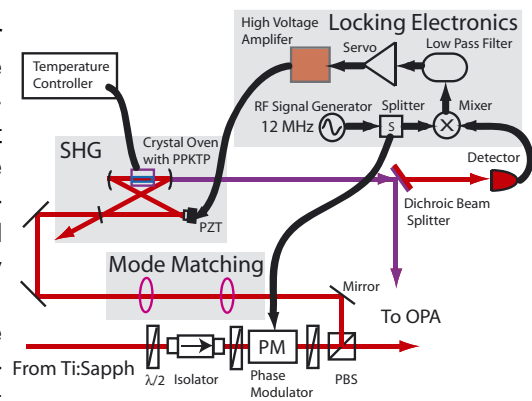 Locking Electronics
High Voltage
Amplifer
Servo
Low Pass Filter
Temperature
Controller
RF Signal Generator
12 MHz
Splitter
S
Mixer
Crystal Oven
with PPKTP
SHG
PZT
Detector
Dichroic Beam
Splitter
Mode Matching
Mirror
To OPA
From Ti:Sapph
λ/2
Isolator
PM
Phase
Modulator
PBS